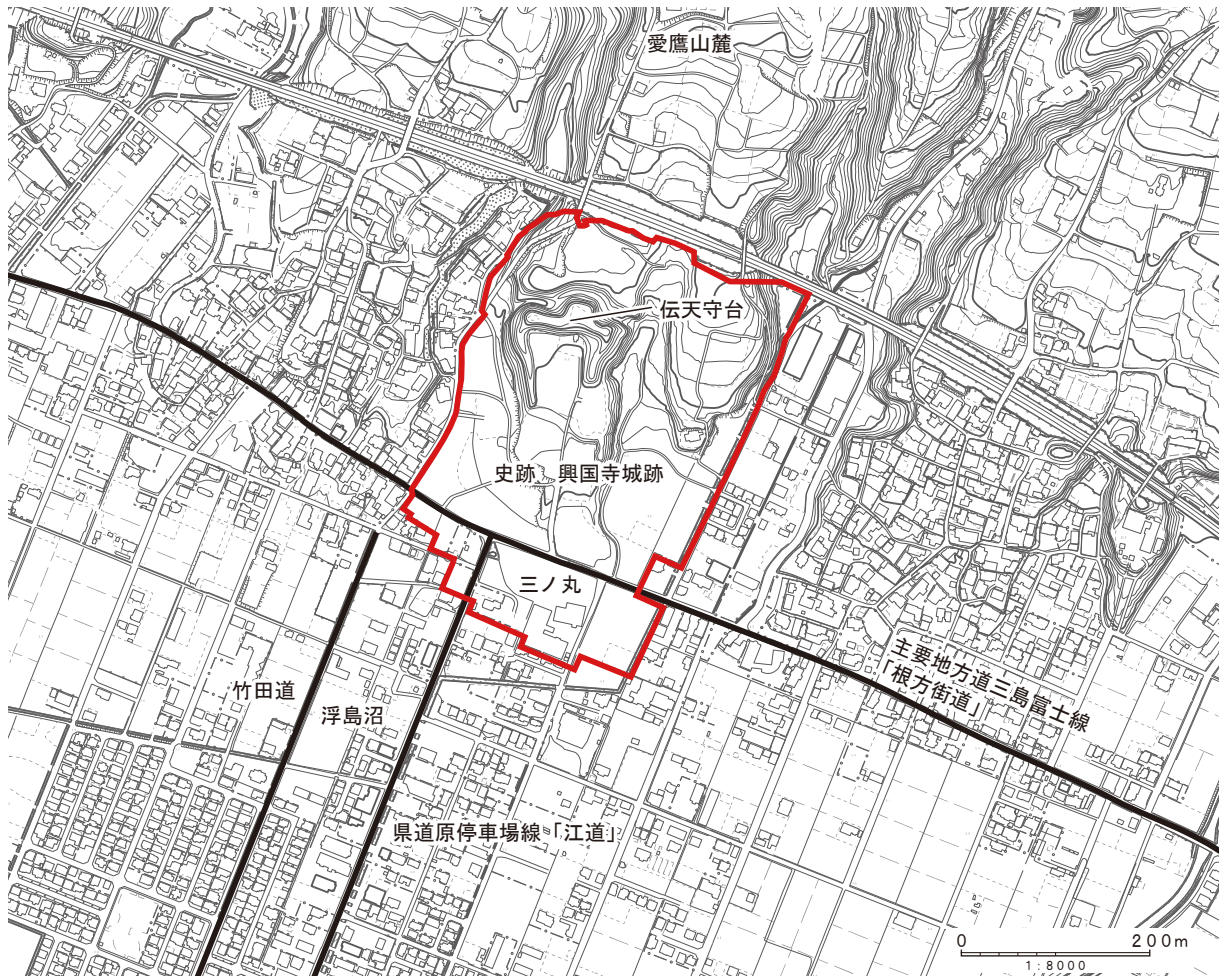 愛鷹山麓
伝天守台
史跡 興国寺城跡
三ノ丸
主要地方道三島富士線
「根方街道」
竹田道
浮島沼
県道原停車場線「江道」
0 200m
1:8000